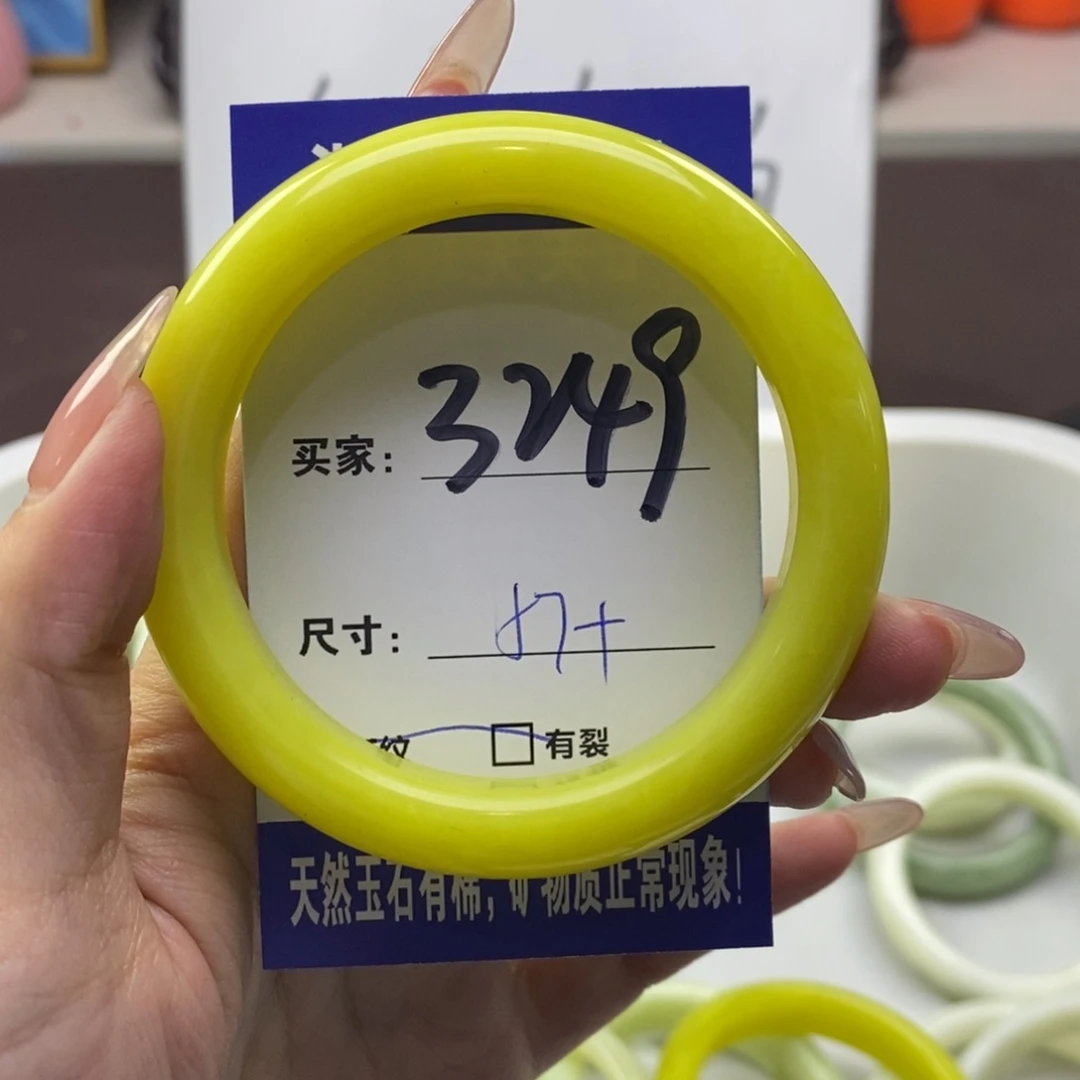 买家: 3249
尺寸: 57+
纹 □有裂
天然玉石有棉,矿物质正常现象!